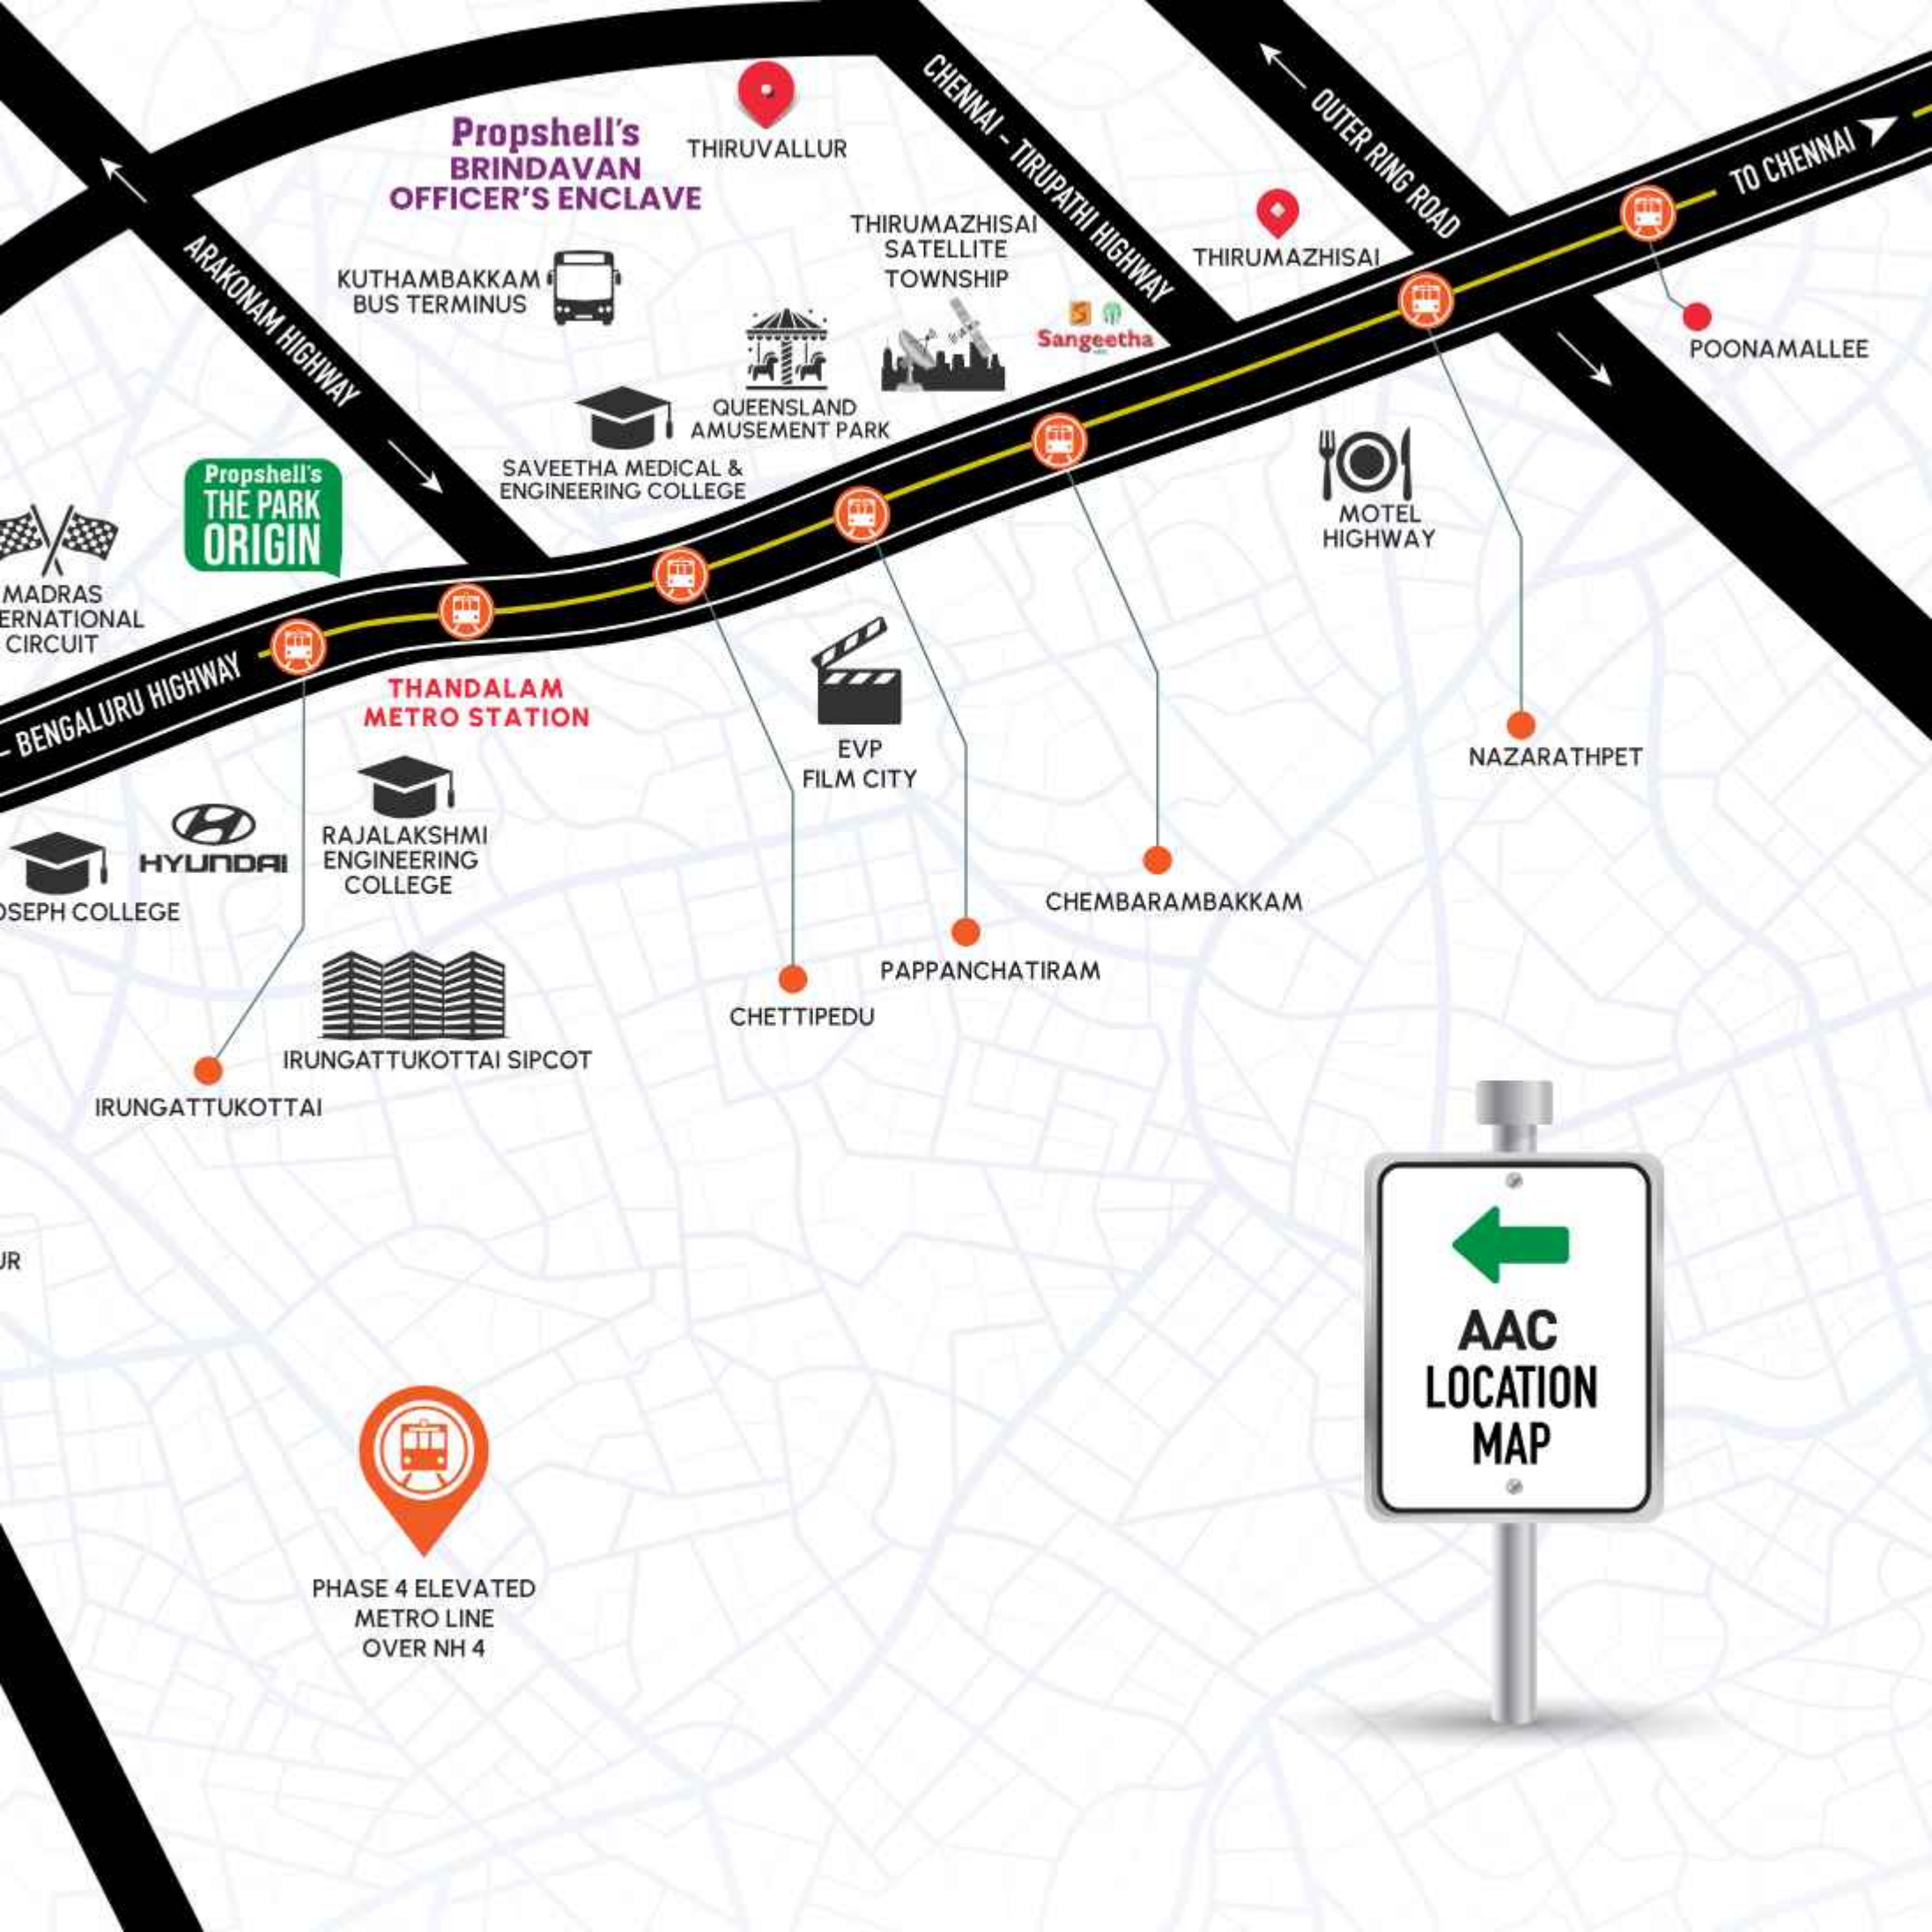 CHENNAI – TIRUPATHI HIGHWAY
OUTER RING ROAD
TO CHENNAI
Propshell's
BRINDAVAN
OFFICER'S ENCLAVE
THIRUVALLUR
THIRUMAZHISAI
SATELLITE
TOWNSHIP
THIRUMAZHISAI
KUTHAMBAKKAM
BUS TERMINUS
ARAKONAM HIGHWAY
Sangeetha
POONAMALLEE
QUEENSLAND
AMUSEMENT PARK
SAVEETHA MEDICAL &
ENGINEERING COLLEGE
Propshell's
THE PARK
ORIGIN
MOTEL
HIGHWAY
MADRAS
ERNATIONAL
CIRCUIT
– BENGALURU HIGHWAY
THANDALAM
METRO STATION
EVP
FILM CITY
NAZARATHPET
HYUNDAI
RAJALAKSHMI
ENGINEERING
COLLEGE
OSEPH COLLEGE
CHEMBARAMBAKKAM
PAPPANCHATIRAM
CHETTIPEDU
IRUNGATTUKOTTAI SIPCOT
IRUNGATTUKOTTAI
UR
AAC
LOCATION
MAP
PHASE 4 ELEVATED
METRO LINE
OVER NH 4